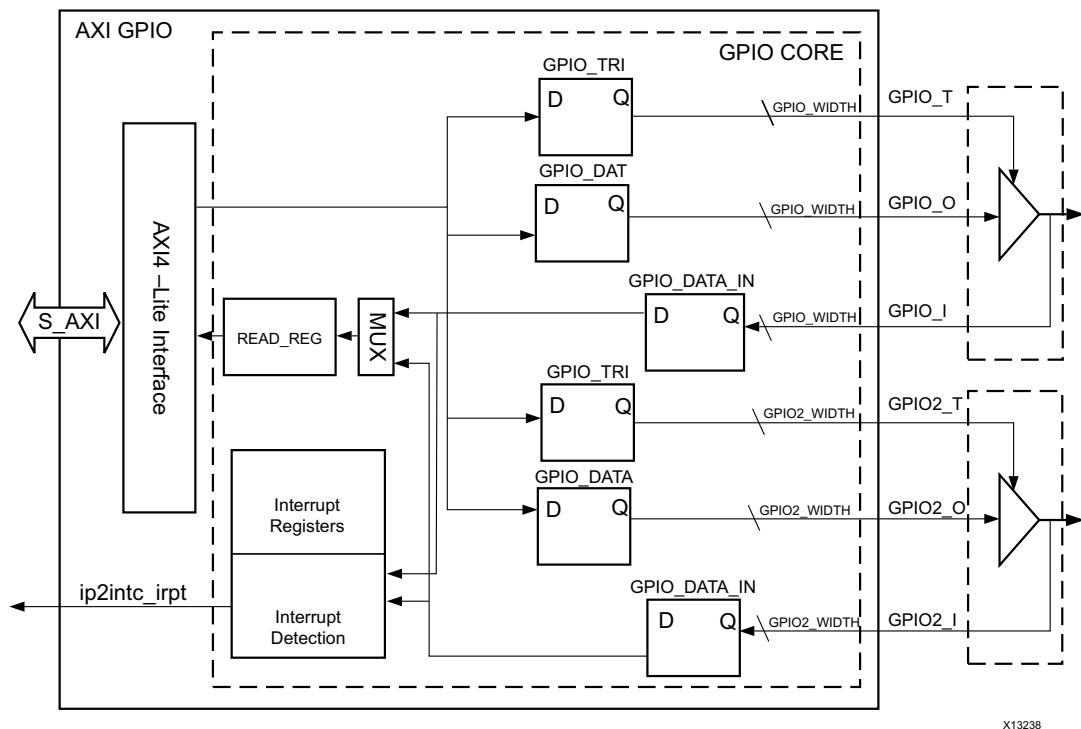 AXI GPIO
GPIO CORE
GPIO_TRI
D
Q
GPIO_WIDTH
GPIO_T
GPIO_DAT
D
Q
GPIO_WIDTH
GPIO_O
AXI4 –Lite Interface
S_AXI
READ_REG
MUX
GPIO_DATA_IN
D
Q
GPIO_WIDTH
GPIO_I
GPIO_TRI
D
Q
GPIO2_WIDTH
GPIO2_T
GPIO_DATA
D
Q
GPIO2_WIDTH
GPIO2_O
Interrupt
Registers
Interrupt
Detection
ip2intc_irpt
GPIO_DATA_IN
D
Q
GPIO2_WIDTH
GPIO2_I
X13238